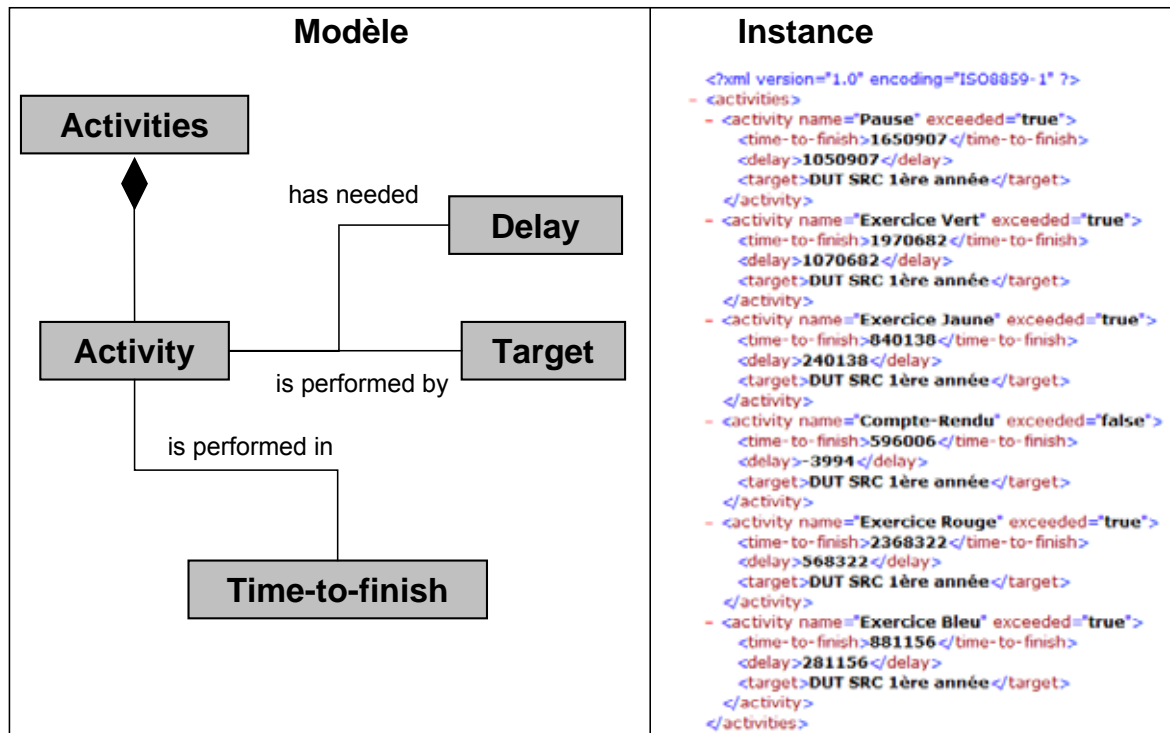 Modèle
Activities
has needed
Delay
Activity
Target
is performed by
is performed in
Time-to-finish
Instance
<?xml version="1.0" encoding="ISO8859-1" ?>
- <activities>
- <activity name="Pause" exceeded="true">
<time-to-finish>1650907</time-to-finish>
<delay>1050907</delay>
<target>DUT SRC 1ère année</target>
</activity>
- <activity name="Exercice Vert" exceeded="true">
<time-to-finish>1970682</time-to-finish>
<delay>1070682</delay>
<target>DUT SRC 1ère année</target>
</activity>
- <activity name="Exercice Jaune" exceeded="true">
<time-to-finish>840138</time-to-finish>
<delay>240138</delay>
<target>DUT SRC 1ère année</target>
</activity>
- <activity name="Compte-Rendu" exceeded="false">
<time-to-finish>596006</time-to-finish>
<delay>-3994</delay>
<target>DUT SRC 1ère année</target>
</activity>
- <activity name="Exercice Rouge" exceeded="true">
<time-to-finish>2368322</time-to-finish>
<delay>568322</delay>
<target>DUT SRC 1ère année</target>
</activity>
- <activity name="Exercice Bleu" exceeded="true">
<time-to-finish>881156</time-to-finish>
<delay>281156</delay>
<target>DUT SRC 1ère année</target>
</activity>
</activities>